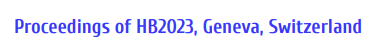 Proceedings of HB2023, Geneva, Switzerland